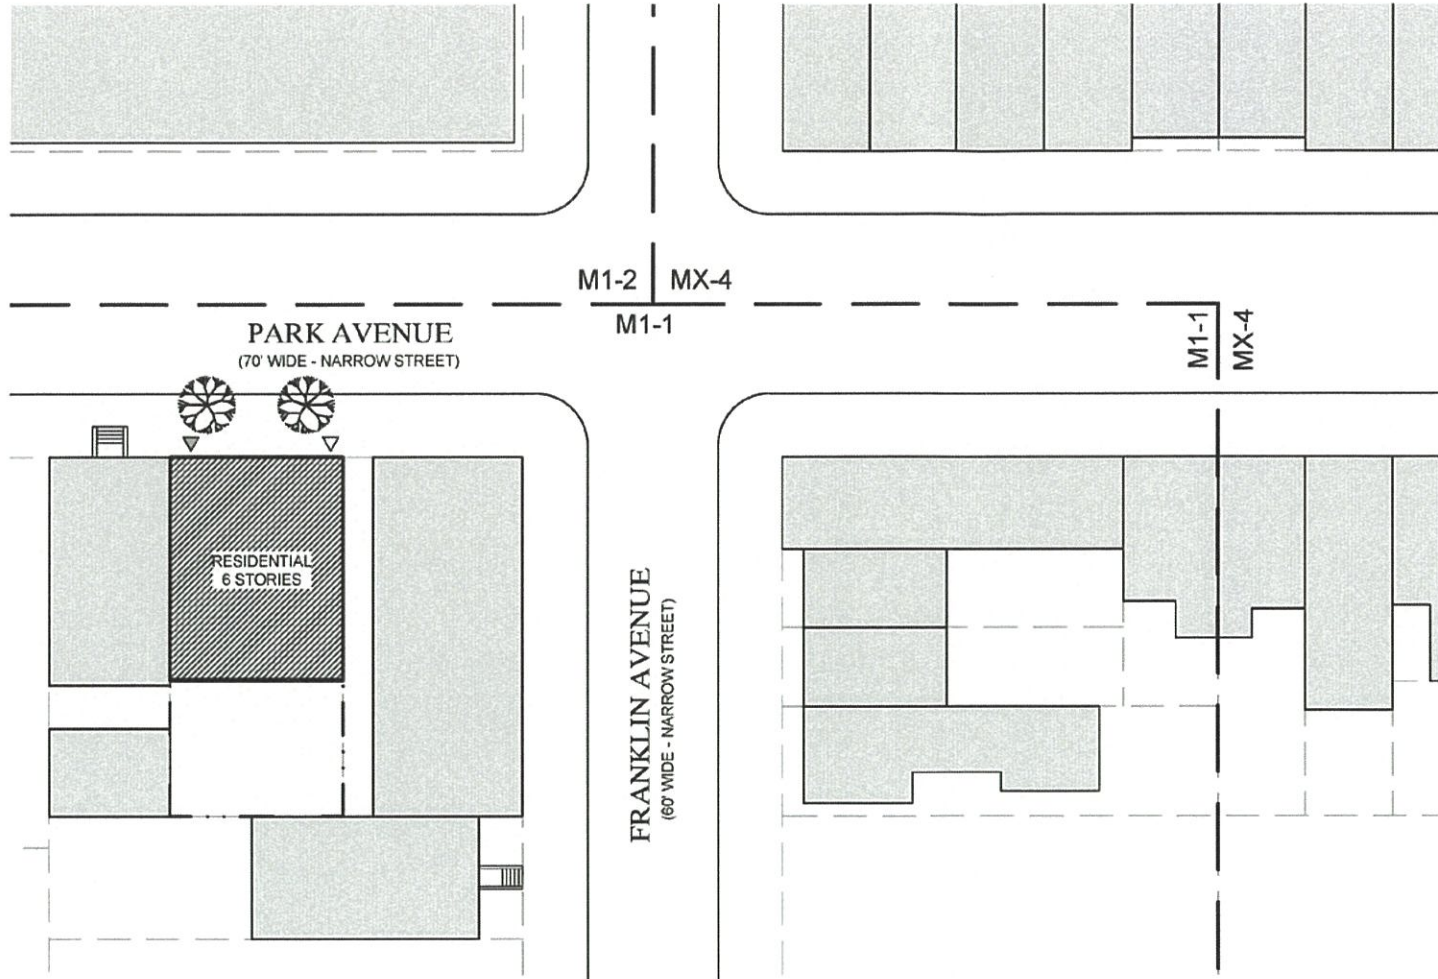 M1-2
MX-4
M1-1
PARK AVENUE
(70' WIDE - NARROW STREET)
M1-1
MX-4
RESIDENTIAL
6 STORIES
FRANKLIN AVENUE
(60' WIDE - NARROW STREET)